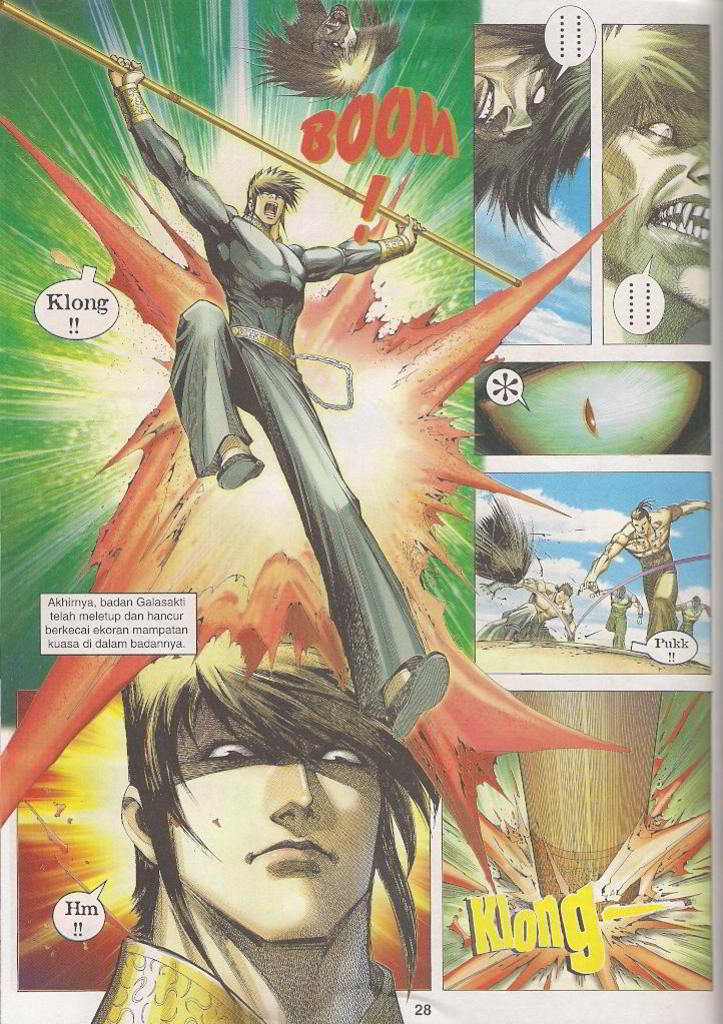 BOOM
!
Klong
!!
Akhirnya, badan Galasakti
telah meletup dan hancur
berkecai ekoran mampatan
kuasa di dalam badannya.
*
Pukk
!!
Hm
!!
Klong
28